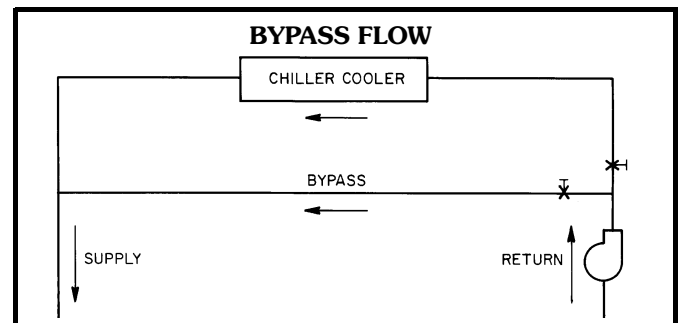 BYPASS FLOW
CHILLER COOLER
BYPASS
SUPPLY
RETURN